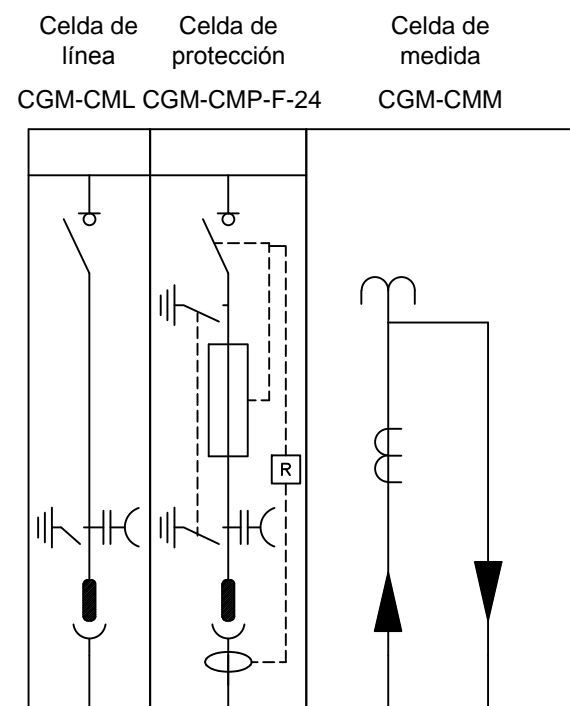 Celda de
línea
CGM-CML
Celda de
protección
CGM-CMP-F-24
Celda de
medida
CGM-CMM
R